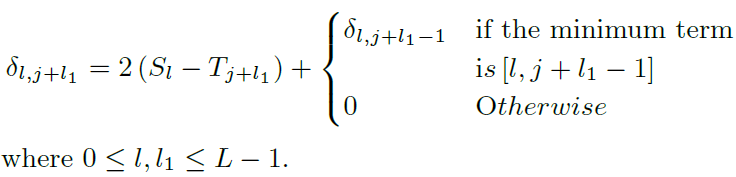 δ_{l,j+l_1} = 2 (S_l − T_{j+l_1}) + { δ_{l,j+l_1−1} if the minimum term
is [l, j + l_1 − 1]
0 Otherwise
where 0 ≤ l, l_1 ≤ L − 1.